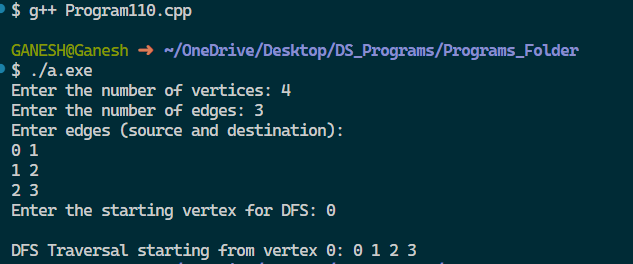 $ g++ Program110.cpp
GANESH@Ganesh ➜ ~/OneDrive/Desktop/DS_Programs/Programs_Folder
$ ./a.exe
Enter the number of vertices: 4
Enter the number of edges: 3
Enter edges (source and destination):
0 1
1 2
2 3
Enter the starting vertex for DFS: 0
DFS Traversal starting from vertex 0: 0 1 2 3